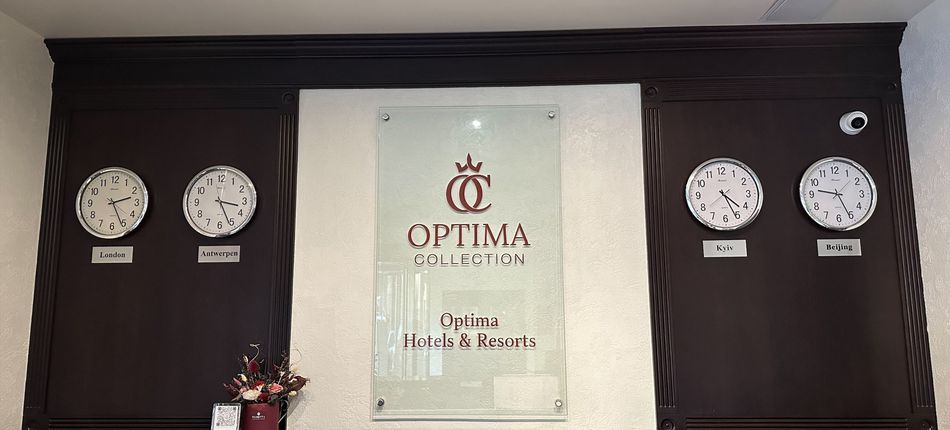 London
Antwerpen
OC
OPTIMA
COLLECTION
Optima
Hotels & Resorts
Kyiv
Beijing